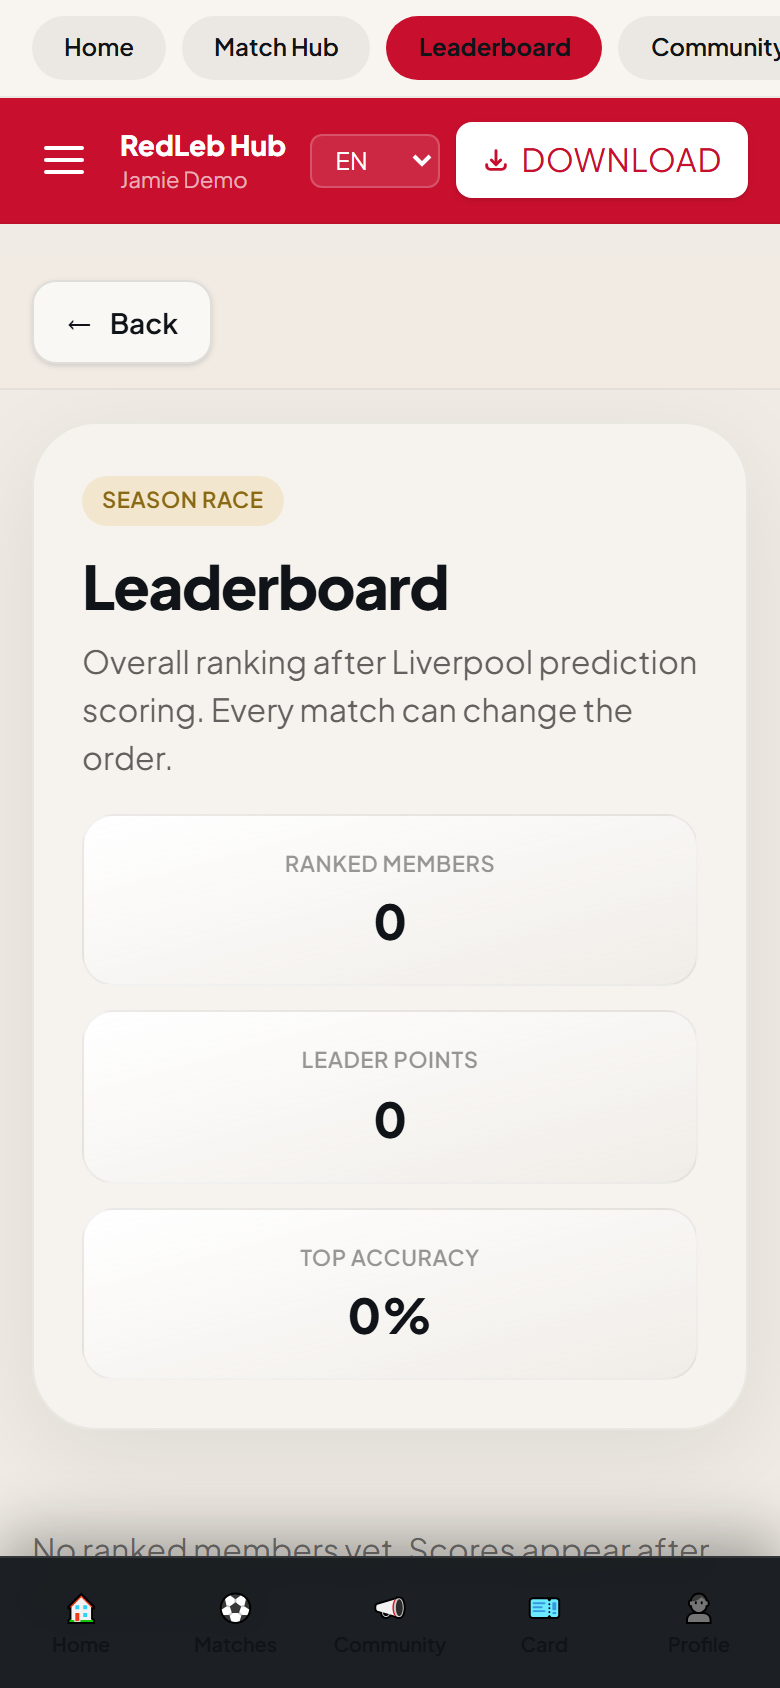 Home
Match Hub
Leaderboard
Community
RedLeb Hub
Jamie Demo
EN
DOWNLOAD
← Back
SEASON RACE
Leaderboard
Overall ranking after Liverpool prediction
scoring. Every match can change the
order.
RANKED MEMBERS
0
LEADER POINTS
0
TOP ACCURACY
0%
No ranked members yet. Scores appear after
Home
Matches
Community
Card
Profile